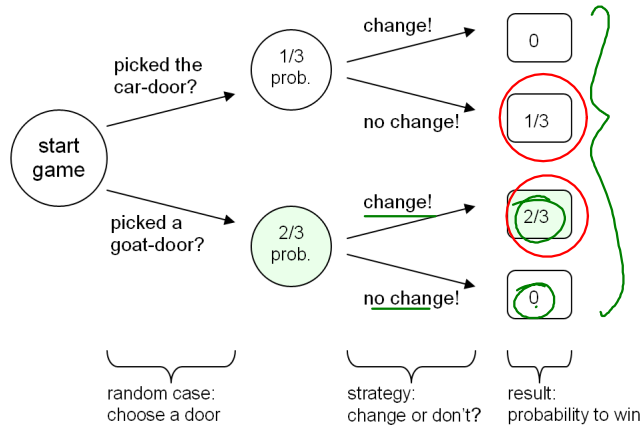 change!
0
1/3
prob.
picked the
car-door?
no change!
1/3
start
game
picked a
goat-door?
change!
2/3
2/3
prob.
no change!
0
random case:
choose a door
strategy:
change or don't?
result:
probability to win